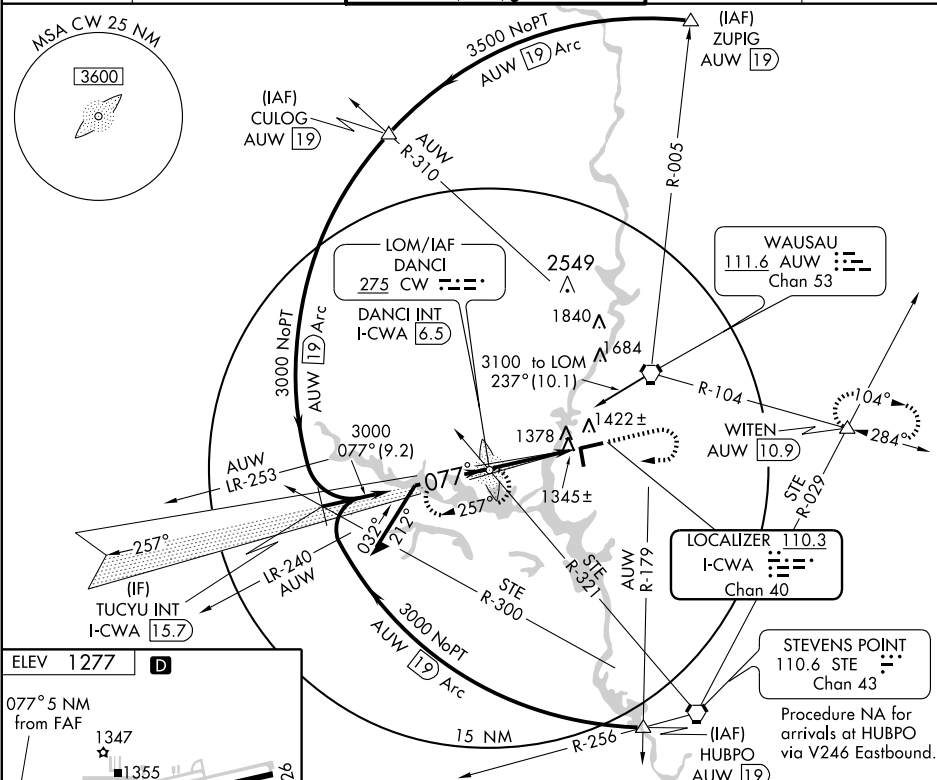 MSA CW 25 NM
3600
3500 NoPT
AUW 19 Arc
(IAF)
ZUPIG
AUW 19
(IAF)
CULOG
AUW 19
AUW
R-310
R-005
LOM/IAF
DANCI
275 CW
DANCI INT
I-CWA 6.5
2549
1840
1684
WAUSAU
111.6 AUW
Chan 53
3000 NoPT
AUW 19 Arc
3100 to LOM
237° (10.1)
R-104
104°
284°
WITEN
AUW 10.9
STE
R-029
3000
077° (9.2)
1378
1422±
1345±
AUW
LR-253
077°
257°
257°
032°
212°
LR-240
AUW
(IF)
TUCYU INT
I-CWA 15.7
STE
R-300
STE
R-321
AUW
R-179
LOCALIZER 110.3
I-CWA
Chan 40
3000 NoPT
AUW 19 Arc
STEVENS POINT
110.6 STE
Chan 43
Procedure NA for
arrivals at HUBPO
via V246 Eastbound.
15 NM
R-256
(IAF)
HUBPO
AUW 19
ELEV 1277 D
077° 5 NM
from FAF
1347
1355
26